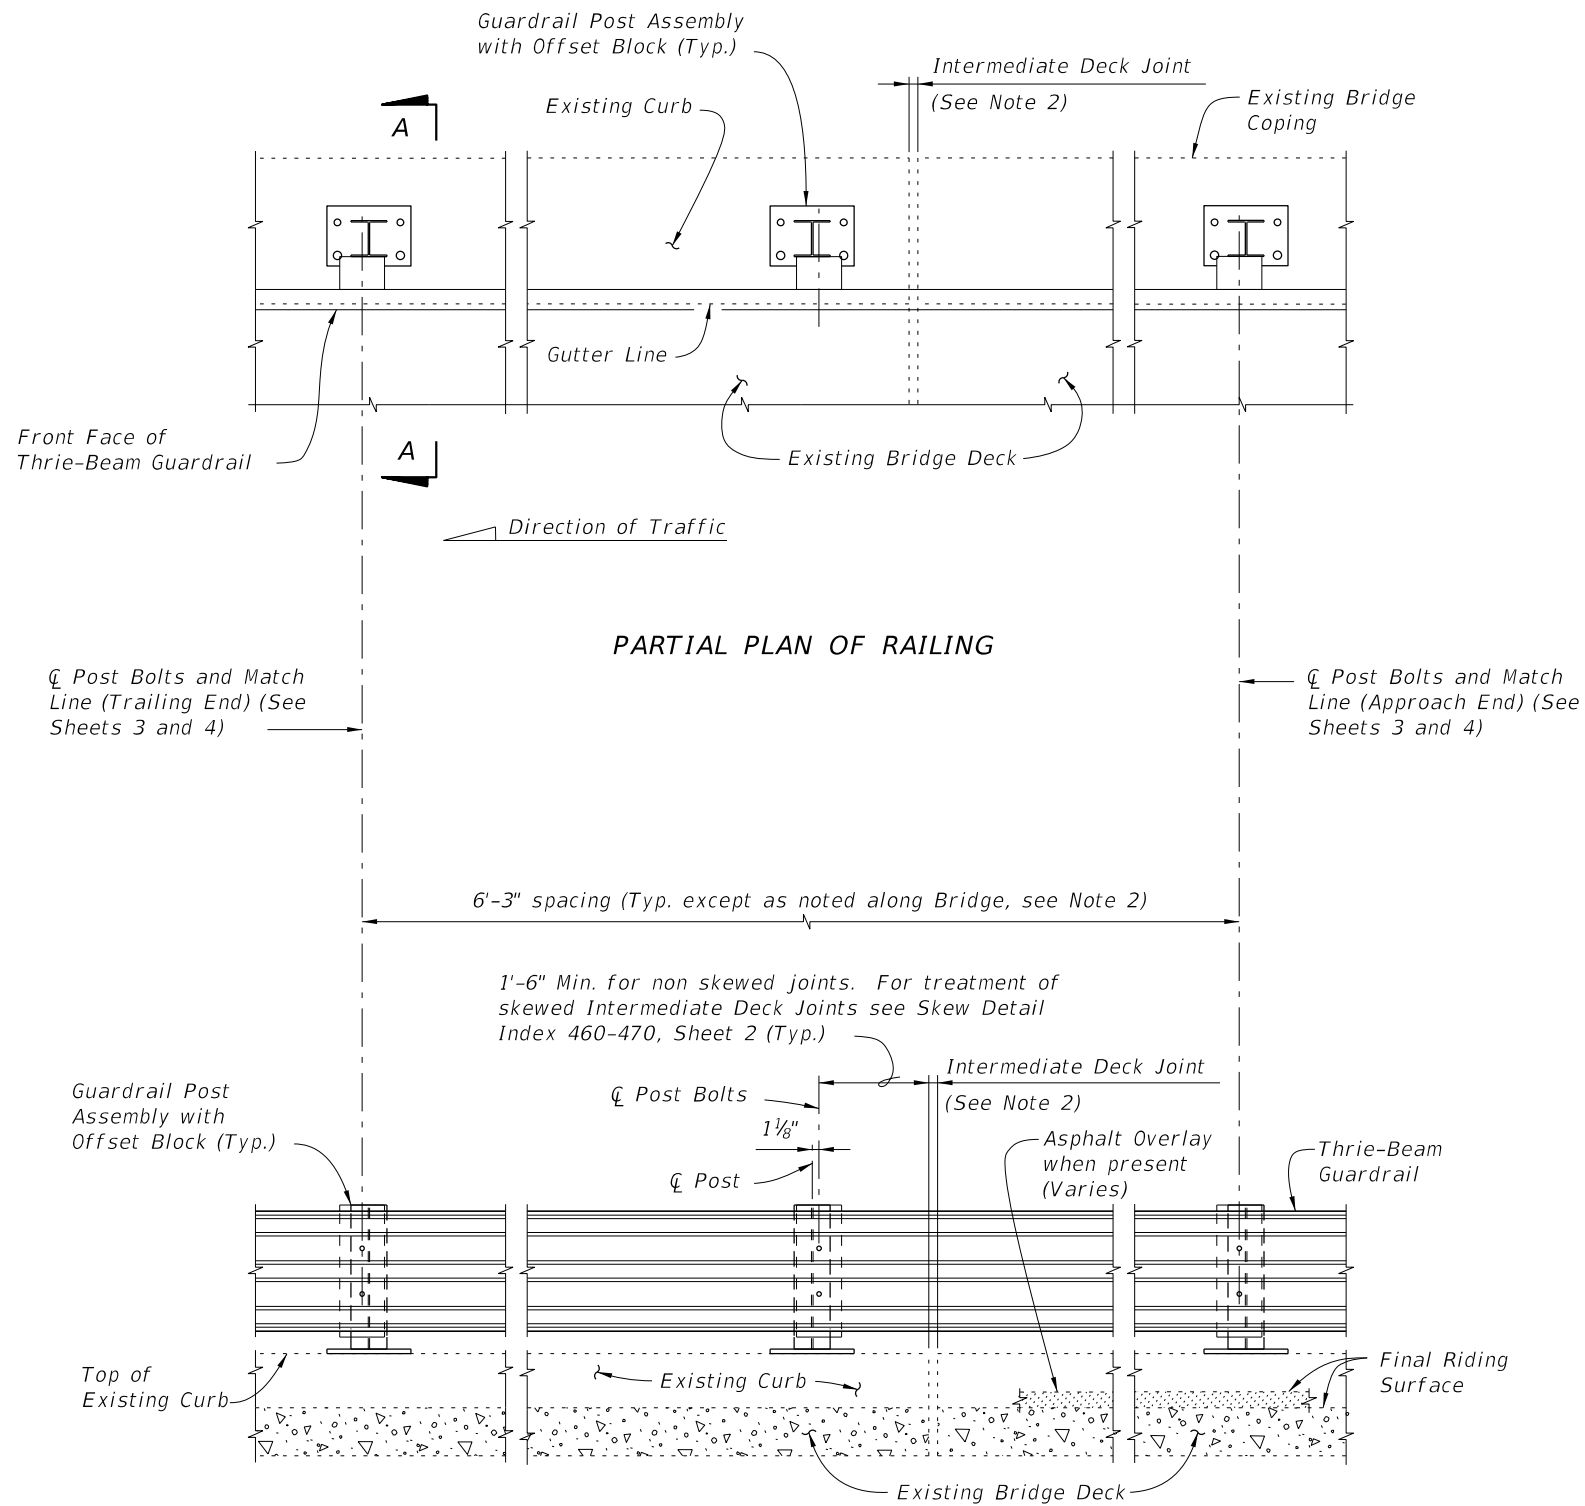 Guardrail Post Assembly
with Offset Block (Typ.)
Intermediate Deck Joint
(See Note 2)
Existing Curb
Existing Bridge
Coping
A
Gutter Line
Front Face of
Thrie-Beam Guardrail
A
Existing Bridge Deck
Direction of Traffic
PARTIAL PLAN OF RAILING
℄ Post Bolts and Match
Line (Trailing End) (See
Sheets 3 and 4)
℄ Post Bolts and Match
Line (Approach End) (See
Sheets 3 and 4)
6'-3" spacing (Typ. except as noted along Bridge, see Note 2)
1'-6" Min. for non skewed joints. For treatment of
skewed Intermediate Deck Joints see Skew Detail
Index 460-470, Sheet 2 (Typ.)
Intermediate Deck Joint
(See Note 2)
Guardrail Post
Assembly with
Offset Block (Typ.)
℄ Post Bolts
1⅛"
℄ Post
Asphalt Overlay
when present
(Varies)
Thrie-Beam
Guardrail
Top of
Existing Curb
Existing Curb
Final Riding
Surface
Existing Bridge Deck